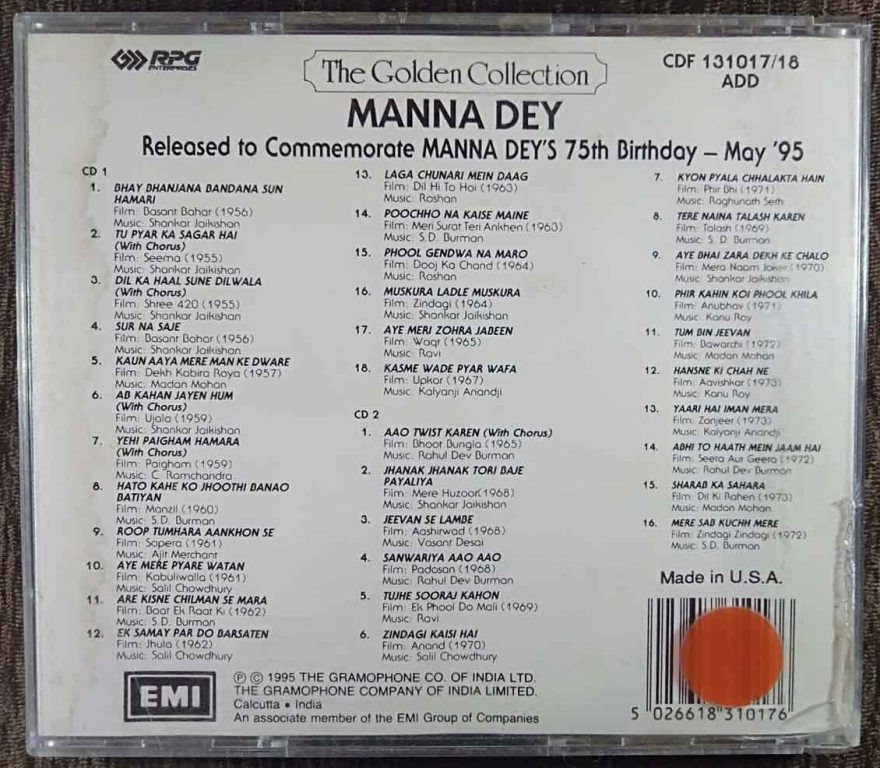 RPG
ENTERPRISES
The Golden Collection
CDF 131017/18
ADD
MANNA DEY
Released to Commemorate MANNA DEY'S 75th Birthday – May '95
CD 1
1. BHAY BHANJANA BANDANA SUN
HAMARI
Film: Basant Bahar (1956)
Music: Shankar Jaikishan
2. TU PYAR KA SAGAR HAI
(With Chorus)
Film: Seema (1955)
Music: Shankar Jaikishan
3. DIL KA HAAL SUNE DILWALA
(With Chorus)
Film: Shree 420 (1955)
Music: Shankar Jaikishan
4. SUR NA SAJE
Film: Basant Bahar (1956)
Music: Shankar Jaikishan
5. KAUN AAYA MERE MAN KE DWARE
Film: Dekh Kabira Roya (1957)
Music: Madan Mohan
6. AB KAHAN JAYEN HUM
(With Chorus)
Film: Ujala (1959)
Music: Shankar Jaikishan
7. YEHI PAIGHAM HAMARA
(With Chorus)
Film: Paigham (1959)
Music: C. Ramchandra
8. HATO KAHE KO JHOOTHI BANAO
BATIYAN
Film: Manzil (1960)
Music: S.D. Burman
9. ROOP TUMHARA AANKHON SE
Film: Sapera (1961)
Music: Ajit Merchant
10. AYE MERE PYARE WATAN
Film: Kabuliwalla (1961)
Music: Salil Chowdhury
11. ARE KISNE CHILMAN SE MARA
Film: Baat Ek Raat Ki (1962)
Music: S.D. Burman
12. EK SAMAY PAR DO BARSATEN
Film: Jhula (1962)
Music: Salil Chowdhury
13. LAGA CHUNARI MEIN DAAG
Film: Dil Hi To Hai (1963)
Music: Roshan
14. POOCHHO NA KAISE MAINE
Film: Meri Surat Teri Ankhen (1963)
Music: S.D. Burman
15. PHOOL GENDWA NA MARO
Film: Dooj Ka Chand (1964)
Music: Roshan
16. MUSKURA LADLE MUSKURA
Film: Zindagi (1964)
Music: Shankar Jaikishan
17. AYE MERI ZOHRA JABEEN
Film: Waqt (1965)
Music: Ravi
18. KASME WADE PYAR WAFA
Film: Upkar (1967)
Music: Kalyanji Anandji
CD 2
1. AAO TWIST KAREN (With Chorus)
Film: Bhoot Bungla (1965)
Music: Rahul Dev Burman
2. JHANAK JHANAK TORI BAJE
PAYALIYA
Film: Mere Huzoor(1968)
Music: Shankar Jaikishan
3. JEEVAN SE LAMBE
Film: Aashirwad (1968)
Music: Vasant Desai
4. SANWARIYA AAO AAO
Film: Padosan (1968)
Music: Rahul Dev Burman
5. TUJHE SOORAJ KAHON
Film: Ek Phool Do Mali (1969)
Music: Ravi
6. ZINDAGI KAISI HAI
Film: Anand (1970)
Music: Salil Chowdhury
7. KYON PYALA CHHALAKTA HAIN
Film: Phir Bhi (1971)
Music: Raghunath Seth
8. TERE NAINA TALASH KAREN
Film: Talash (1969)
Music: S. D. Burman
9. AYE BHAI ZARA DEKH KE CHALO
Film: Mera Naam Joker (1970)
Music: Shankar Jaikishan
10. PHIR KAHIN KOI PHOOL KHILA
Film: Anubhav (1971)
Music: Kanu Roy
11. TUM BIN JEEVAN
Film: Bawarchi (1972)
Music: Madan Mohan
12. HANSNE KI CHAH NE
Film: Aavishkar (1973)
Music: Kanu Roy
13. YAARI HAI IMAN MERA
Film: Zanjeer (1973)
Music: Kalyanji Anandji
14. ABHI TO HAATH MEIN JAAM HAI
Film: Seeta Aur Geeta (1972)
Music: Rahul Dev Burman
15. SHARAB KA SAHARA
Film: Dil Ki Rahen (1973)
Music: Madan Mohan
16. MERE SAB KUCHH MERE
Film: Zindagi Zindagi (1972)
Music: S.D. Burman
Made in U.S.A.
EMI
Ⓟ © 1995 THE GRAMOPHONE CO. OF INDIA LTD.
THE GRAMOPHONE COMPANY OF INDIA LIMITED.
Calcutta • India
An associate member of the EMI Group of Companies
5 026618 310176